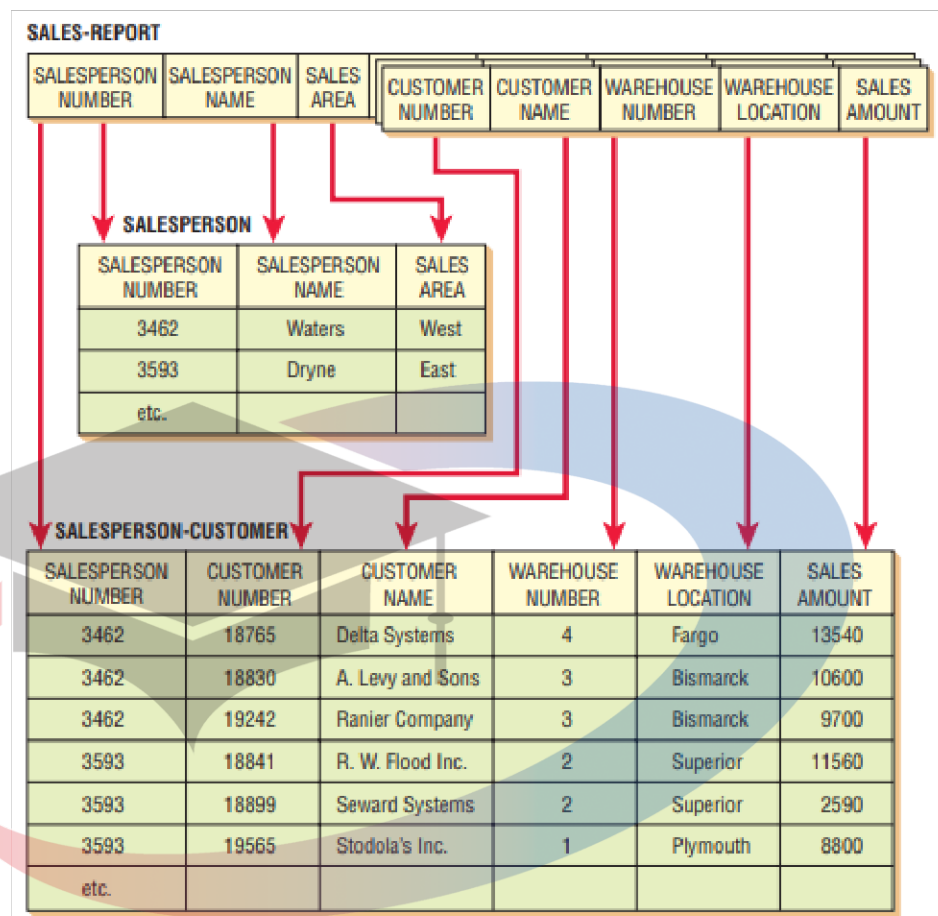 SALES-REPORT
SALESPERSON NUMBER SALESPERSON NAME SALES AREA CUSTOMER NUMBER CUSTOMER NAME WAREHOUSE NUMBER WAREHOUSE LOCATION SALES AMOUNT
SALESPERSON
SALESPERSON NUMBER SALESPERSON NAME SALES AREA
3462 Waters West
3593 Dryne East
etc.
SALESPERSON-CUSTOMER
SALESPERSON NUMBER CUSTOMER NUMBER CUSTOMER NAME WAREHOUSE NUMBER WAREHOUSE LOCATION SALES AMOUNT
3462 18765 Delta Systems 4 Fargo 13540
3462 18830 A. Levy and Sons 3 Bismarck 10600
3462 19242 Ranier Company 3 Bismarck 9700
3593 18841 R. W. Flood Inc. 2 Superior 11560
3593 18899 Seward Systems 2 Superior 2590
3593 19565 Stodola's Inc. 1 Plymouth 8800
etc.